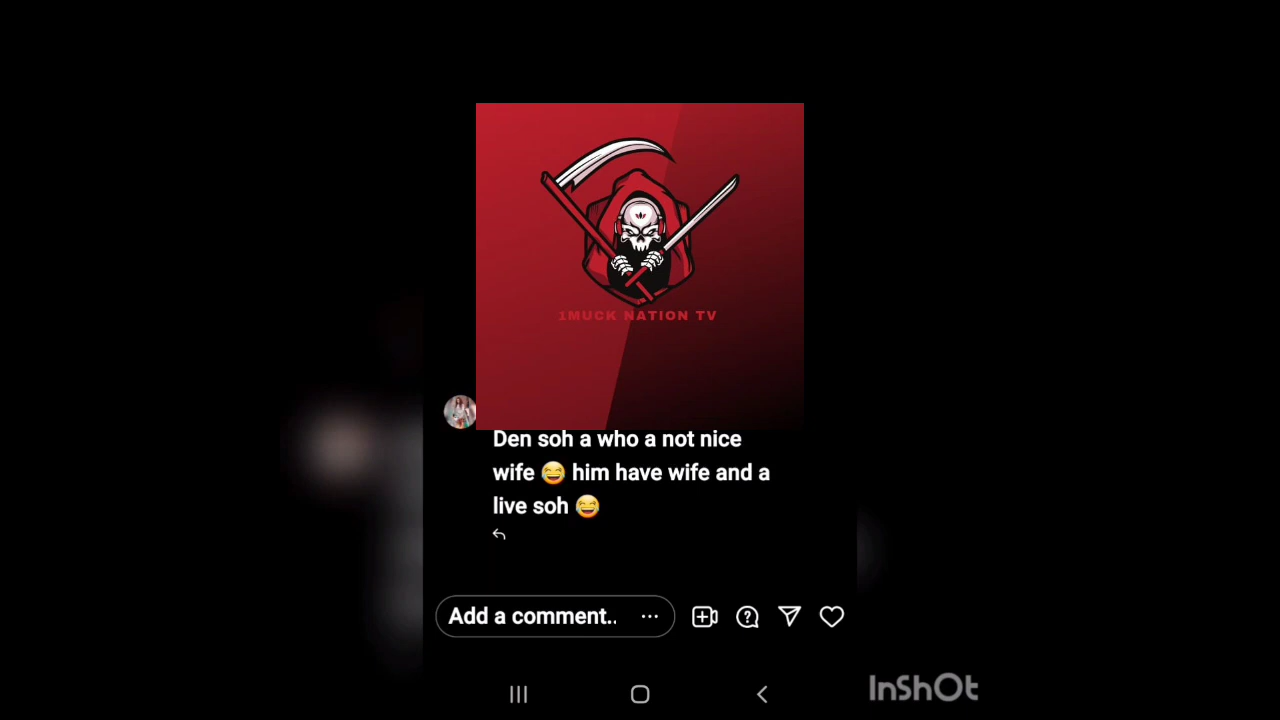 1MUCK NATION TV
Den soh a who a not nice
wife 😂 him have wife and a
live soh 😂
Add a comment..
InShOt